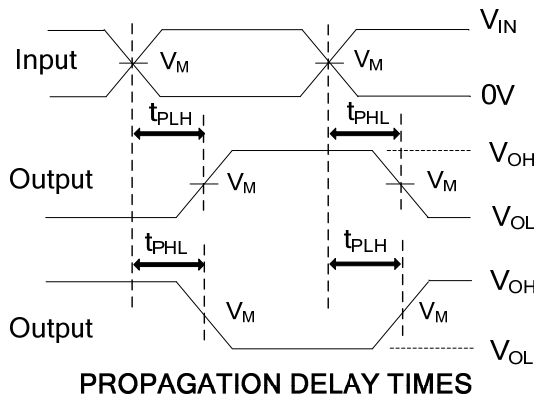 V_IN
Input V_M V_M
0V
t_PLH t_PHL
V_OH
Output V_M V_M
V_OL
t_PHL t_PLH
V_OH
Output V_M V_M
V_OL
PROPAGATION DELAY TIMES